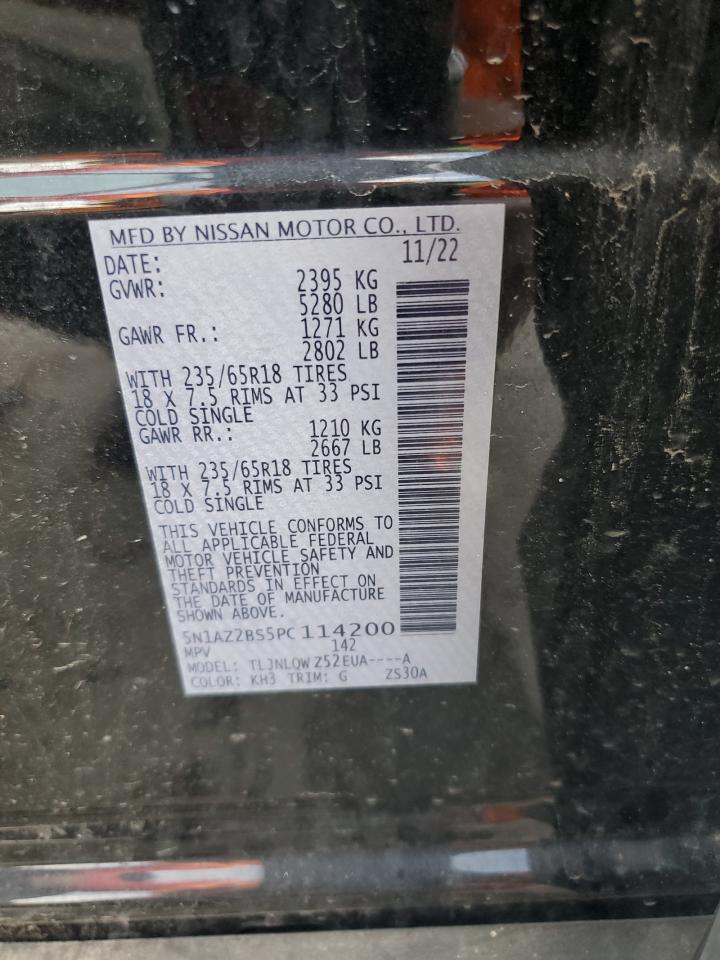 MFD BY NISSAN MOTOR CO., LTD.
DATE: 11/22
GVWR: 2395 KG
5280 LB
GAWR FR.: 1271 KG
2802 LB
WITH 235/65R18 TIRES
18 X 7.5 RIMS AT 33 PSI
COLD SINGLE
GAWR RR.: 1210 KG
2667 LB
WITH 235/65R18 TIRES
18 X 7.5 RIMS AT 33 PSI
COLD SINGLE
THIS VEHICLE CONFORMS TO
ALL APPLICABLE FEDERAL
MOTOR VEHICLE SAFETY AND
THEFT PREVENTION
STANDARDS IN EFFECT ON
THE DATE OF MANUFACTURE
SHOWN ABOVE.
5N1AZ2BS5PC114200
MPV 142
MODEL: TLJNLQW Z52EUA----A
COLOR: KH3 TRIM: G ZS30A